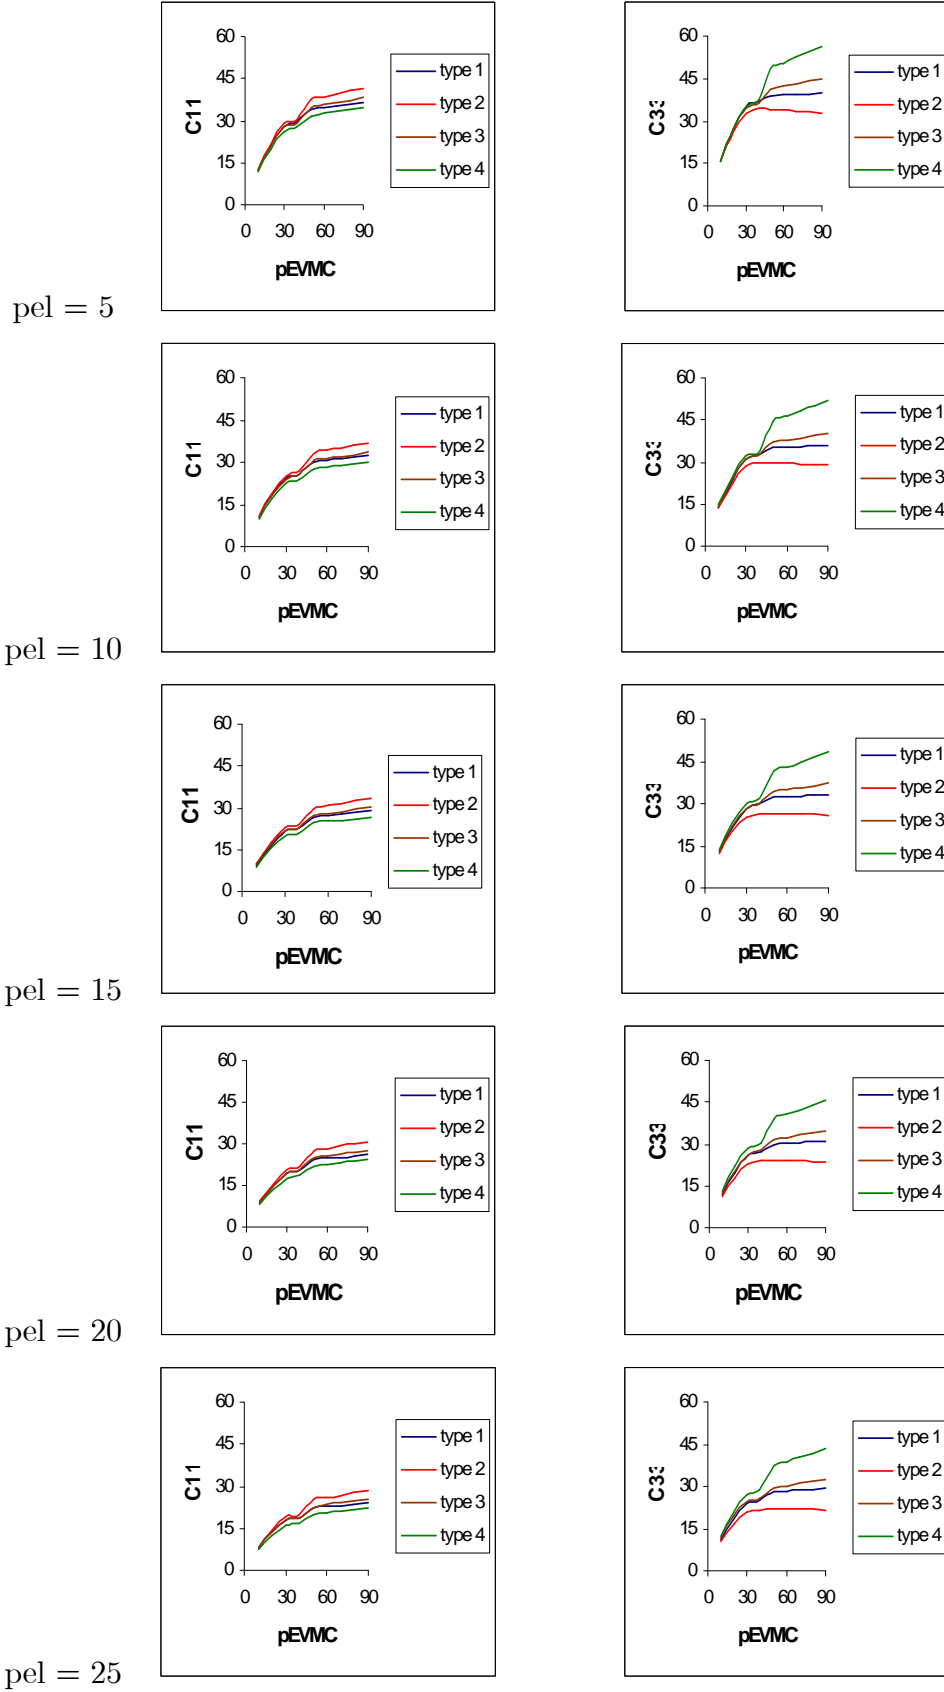 60
45
30
15
0
C11
0 30 60 90
pEVMC
type 1
type 2
type 3
type 4
60
45
30
15
0
C33
0 30 60 90
pEVMC
type 1
type 2
type 3
type 4
pel = 5
60
45
30
15
0
C11
0 30 60 90
pEVMC
type 1
type 2
type 3
type 4
60
45
30
15
0
C33
0 30 60 90
pEVMC
type 1
type 2
type 3
type 4
pel = 10
60
45
30
15
0
C11
0 30 60 90
pEVMC
type 1
type 2
type 3
type 4
60
45
30
15
0
C33
0 30 60 90
pEVMC
type 1
type 2
type 3
type 4
pel = 15
60
45
30
15
0
C11
0 30 60 90
pEVMC
type 1
type 2
type 3
type 4
60
45
30
15
0
C33
0 30 60 90
pEVMC
type 1
type 2
type 3
type 4
pel = 20
60
45
30
15
0
C11
0 30 60 90
pEVMC
type 1
type 2
type 3
type 4
60
45
30
15
0
C33
0 30 60 90
pEVMC
type 1
type 2
type 3
type 4
pel = 25